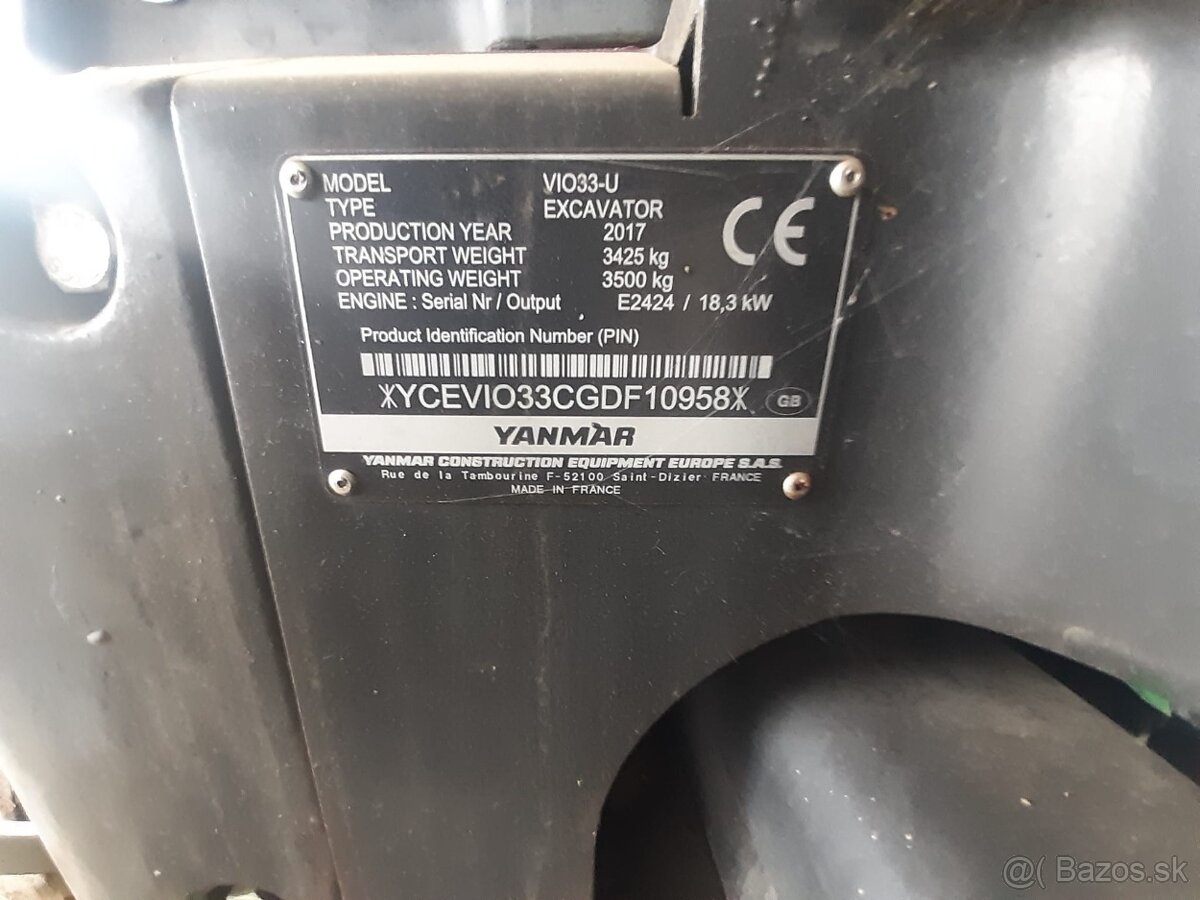 MODEL VIO33-U
TYPE EXCAVATOR
PRODUCTION YEAR 2017
TRANSPORT WEIGHT 3425 kg
OPERATING WEIGHT 3500 kg
ENGINE : Serial Nr / Output E2424 / 18,3 kW
CE
Product Identification Number (PIN)
*YCEVIO33CGDF10958*
GB
YANMAR
YANMAR CONSTRUCTION EQUIPMENT EUROPE S.A.S.
Rue de la Tambourine F-52100 Saint-Dizier FRANCE
MADE IN FRANCE
@( Bazos.sk